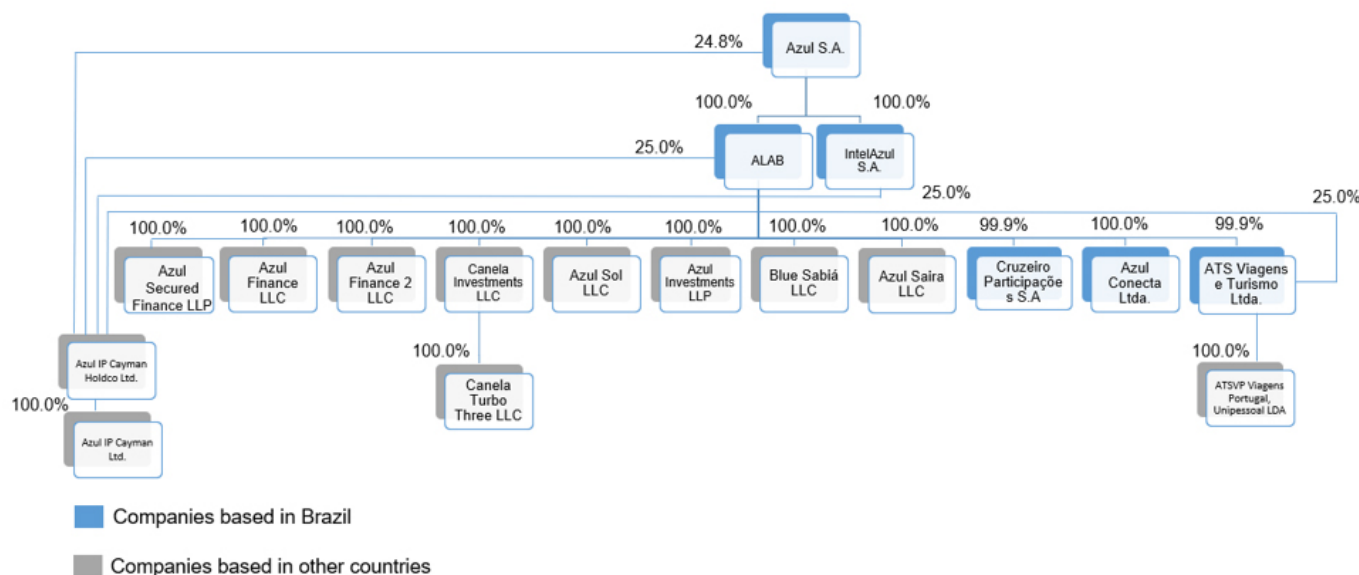 24.8%
Azul S.A.
100.0%
100.0%
25.0%
ALAB
IntelAzul
S.A.
25.0%
25.0%
100.0%
100.0%
100.0%
100.0%
100.0%
100.0%
100.0%
100.0%
99.9%
100.0%
99.9%
Azul
Secured
Finance LLP
Azul
Finance
LLC
Azul
Finance 2
LLC
Canela
Investments
LLC
Azul Sol
LLC
Azul
Investments
LLP
Blue Sabiá
LLC
Azul Saira
LLC
Cruzeiro
Participaçõe
s S.A
Azul
Conecta
Ltda.
ATS Viagens
e Turismo
Ltda.
Azul IP Cayman
Holdco Ltd.
100.0%
Canela
Turbo
Three LLC
100.0%
ATSVP Viagens
Portugal,
Unipessoal LDA
100.0%
Azul IP Cayman
Ltd.
Companies based in Brazil
Companies based in other countries